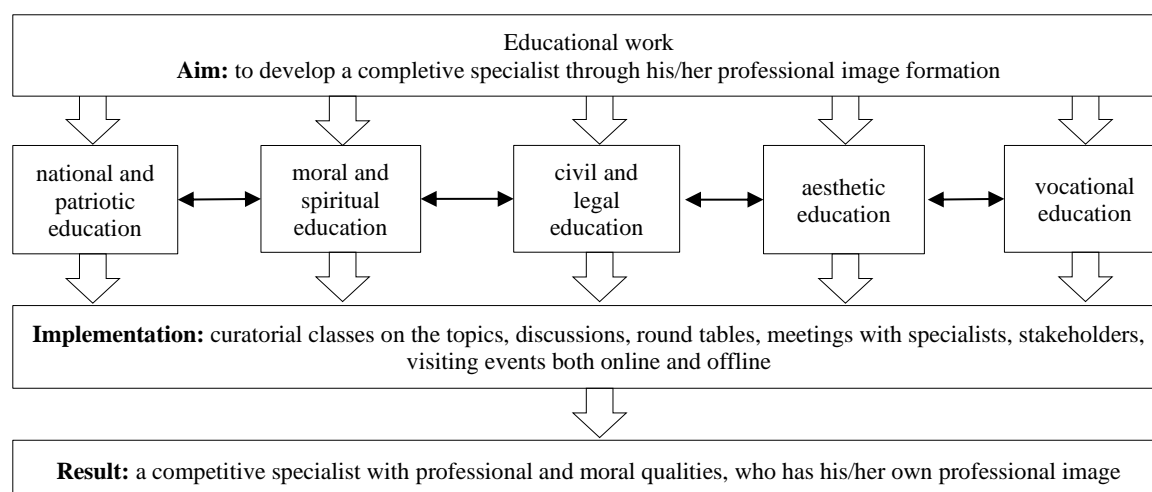 Educational work
Aim: to develop a completive specialist through his/her professional image formation
national and
patriotic
education
moral and
spiritual
education
civil and
legal
education
aesthetic
education
vocational
education
Implementation: curatorial classes on the topics, discussions, round tables, meetings with specialists, stakeholders,
visiting events both online and offline
Result: a competitive specialist with professional and moral qualities, who has his/her own professional image